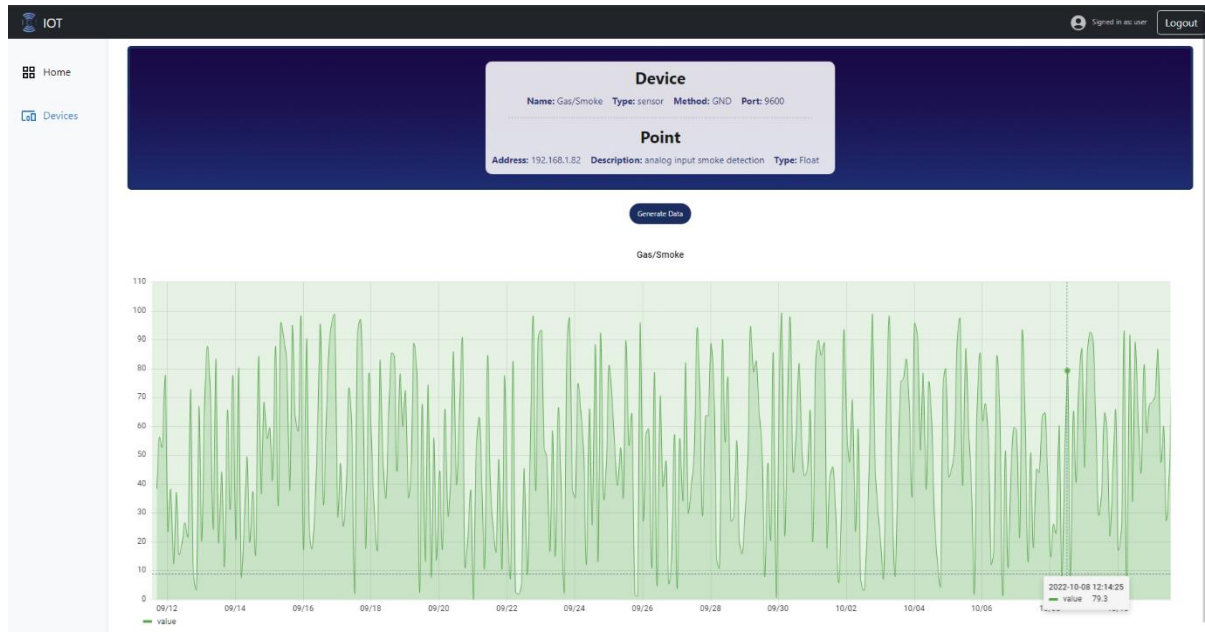 IOT
Signed in as: user
Logout
Home
Devices
Device
Name: Gas/Smoke Type: sensor Method: GND Port: 9600
Point
Address: 192.168.1.82 Description: analog input smoke detection Type: Float
Generate Data
Gas/Smoke
110
100
90
80
70
60
50
40
30
20
10
0
09/12 09/14 09/16 09/18 09/20 09/22 09/24 09/26 09/28 09/30 10/02 10/04 10/06
2022-10-08 12:14:25
value 79.3
value